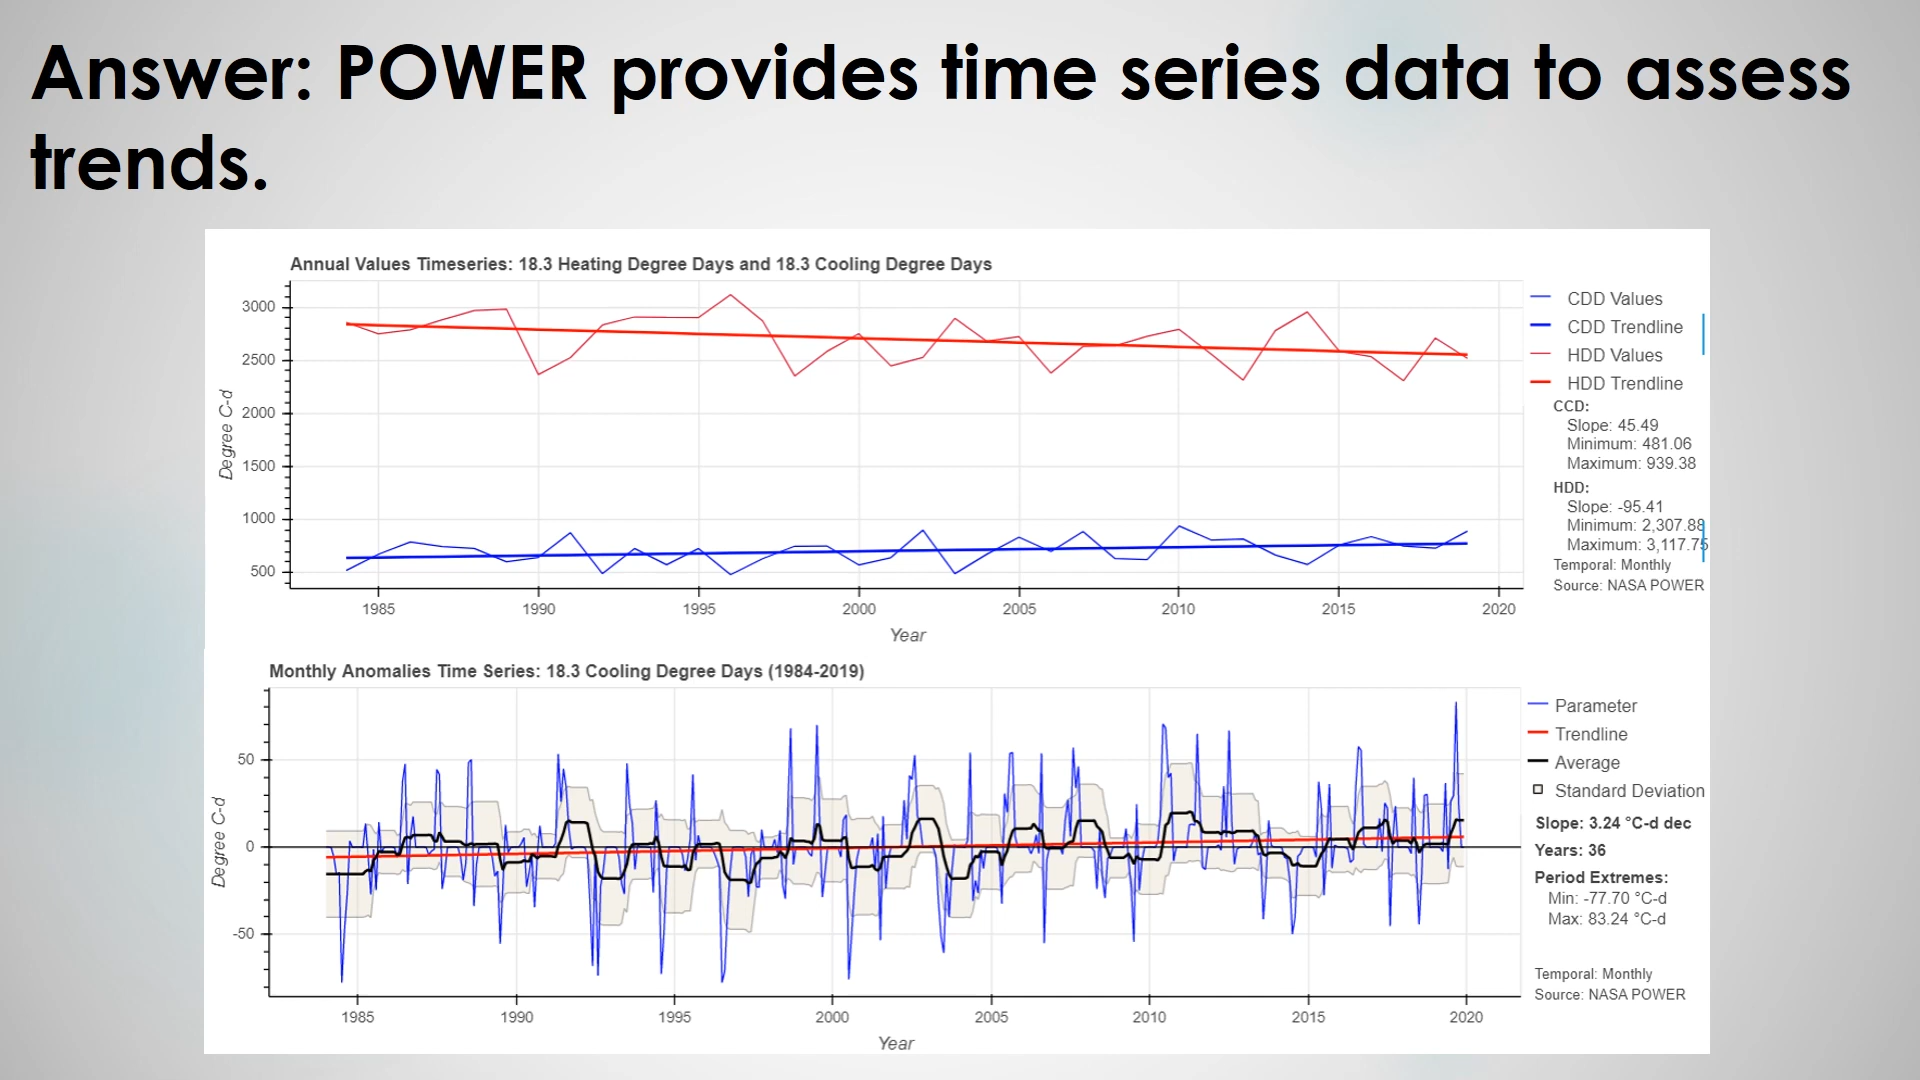 Answer: POWER provides time series data to assess
trends.
Annual Values Timeseries: 18.3 Heating Degree Days and 18.3 Cooling Degree Days
3000
2500
2000
1500
1000
500
Degree C-d
1985 1990 1995 2000 2005 2010 2015 2020
Year
CDD Values
CDD Trendline
HDD Values
HDD Trendline
CCD:
Slope: 45.49
Minimum: 481.06
Maximum: 939.38
HDD:
Slope: -95.41
Minimum: 2,307.88
Maximum: 3,117.75
Temporal: Monthly
Source: NASA POWER
Monthly Anomalies Time Series: 18.3 Cooling Degree Days (1984-2019)
50
0
-50
Degree C-d
1985 1990 1995 2000 2005 2010 2015 2020
Year
Parameter
Trendline
Average
Standard Deviation
Slope: 3.24 °C-d dec
Years: 36
Period Extremes:
Min: -77.70 °C-d
Max: 83.24 °C-d
Temporal: Monthly
Source: NASA POWER